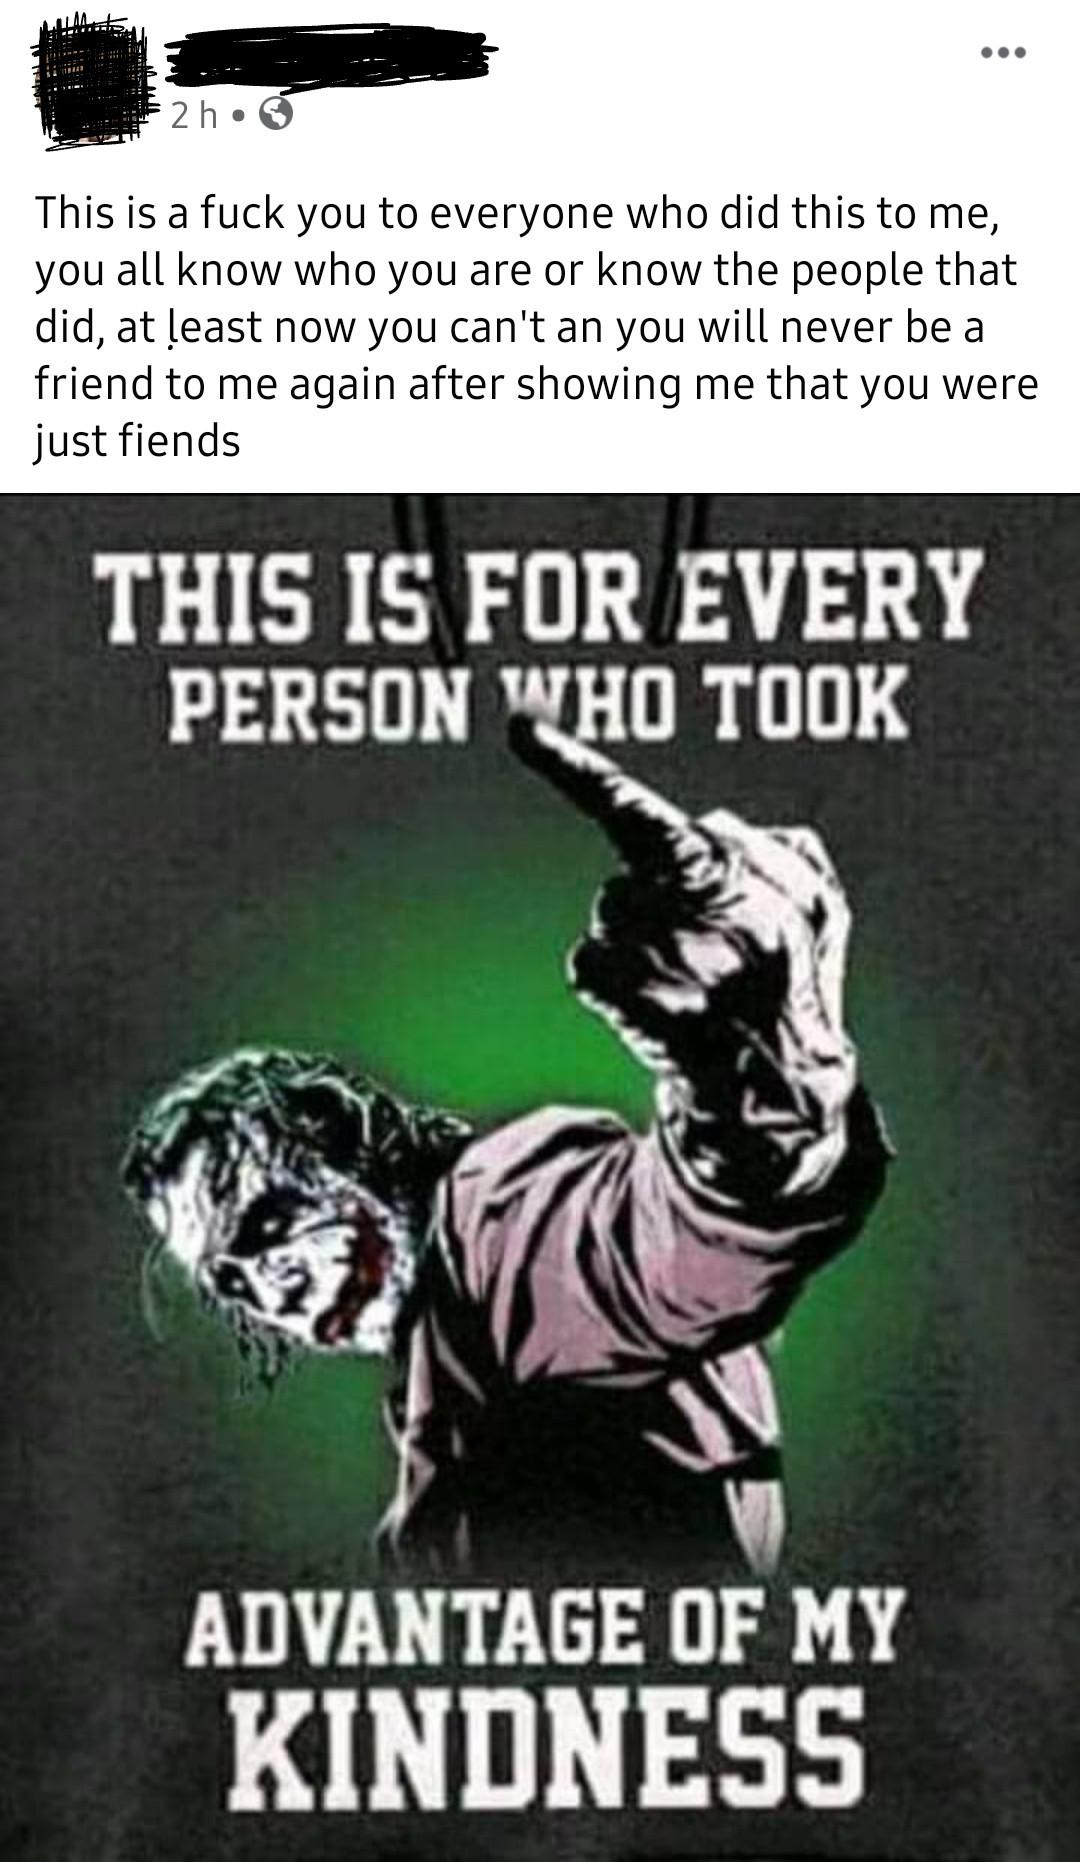 2 h •
This is a fuck you to everyone who did this to me,
you all know who you are or know the people that
did, at least now you can't an you will never be a
friend to me again after showing me that you were
just fiends
THIS IS FOR EVERY
PERSON WHO TOOK
ADVANTAGE OF MY
KINDNESS